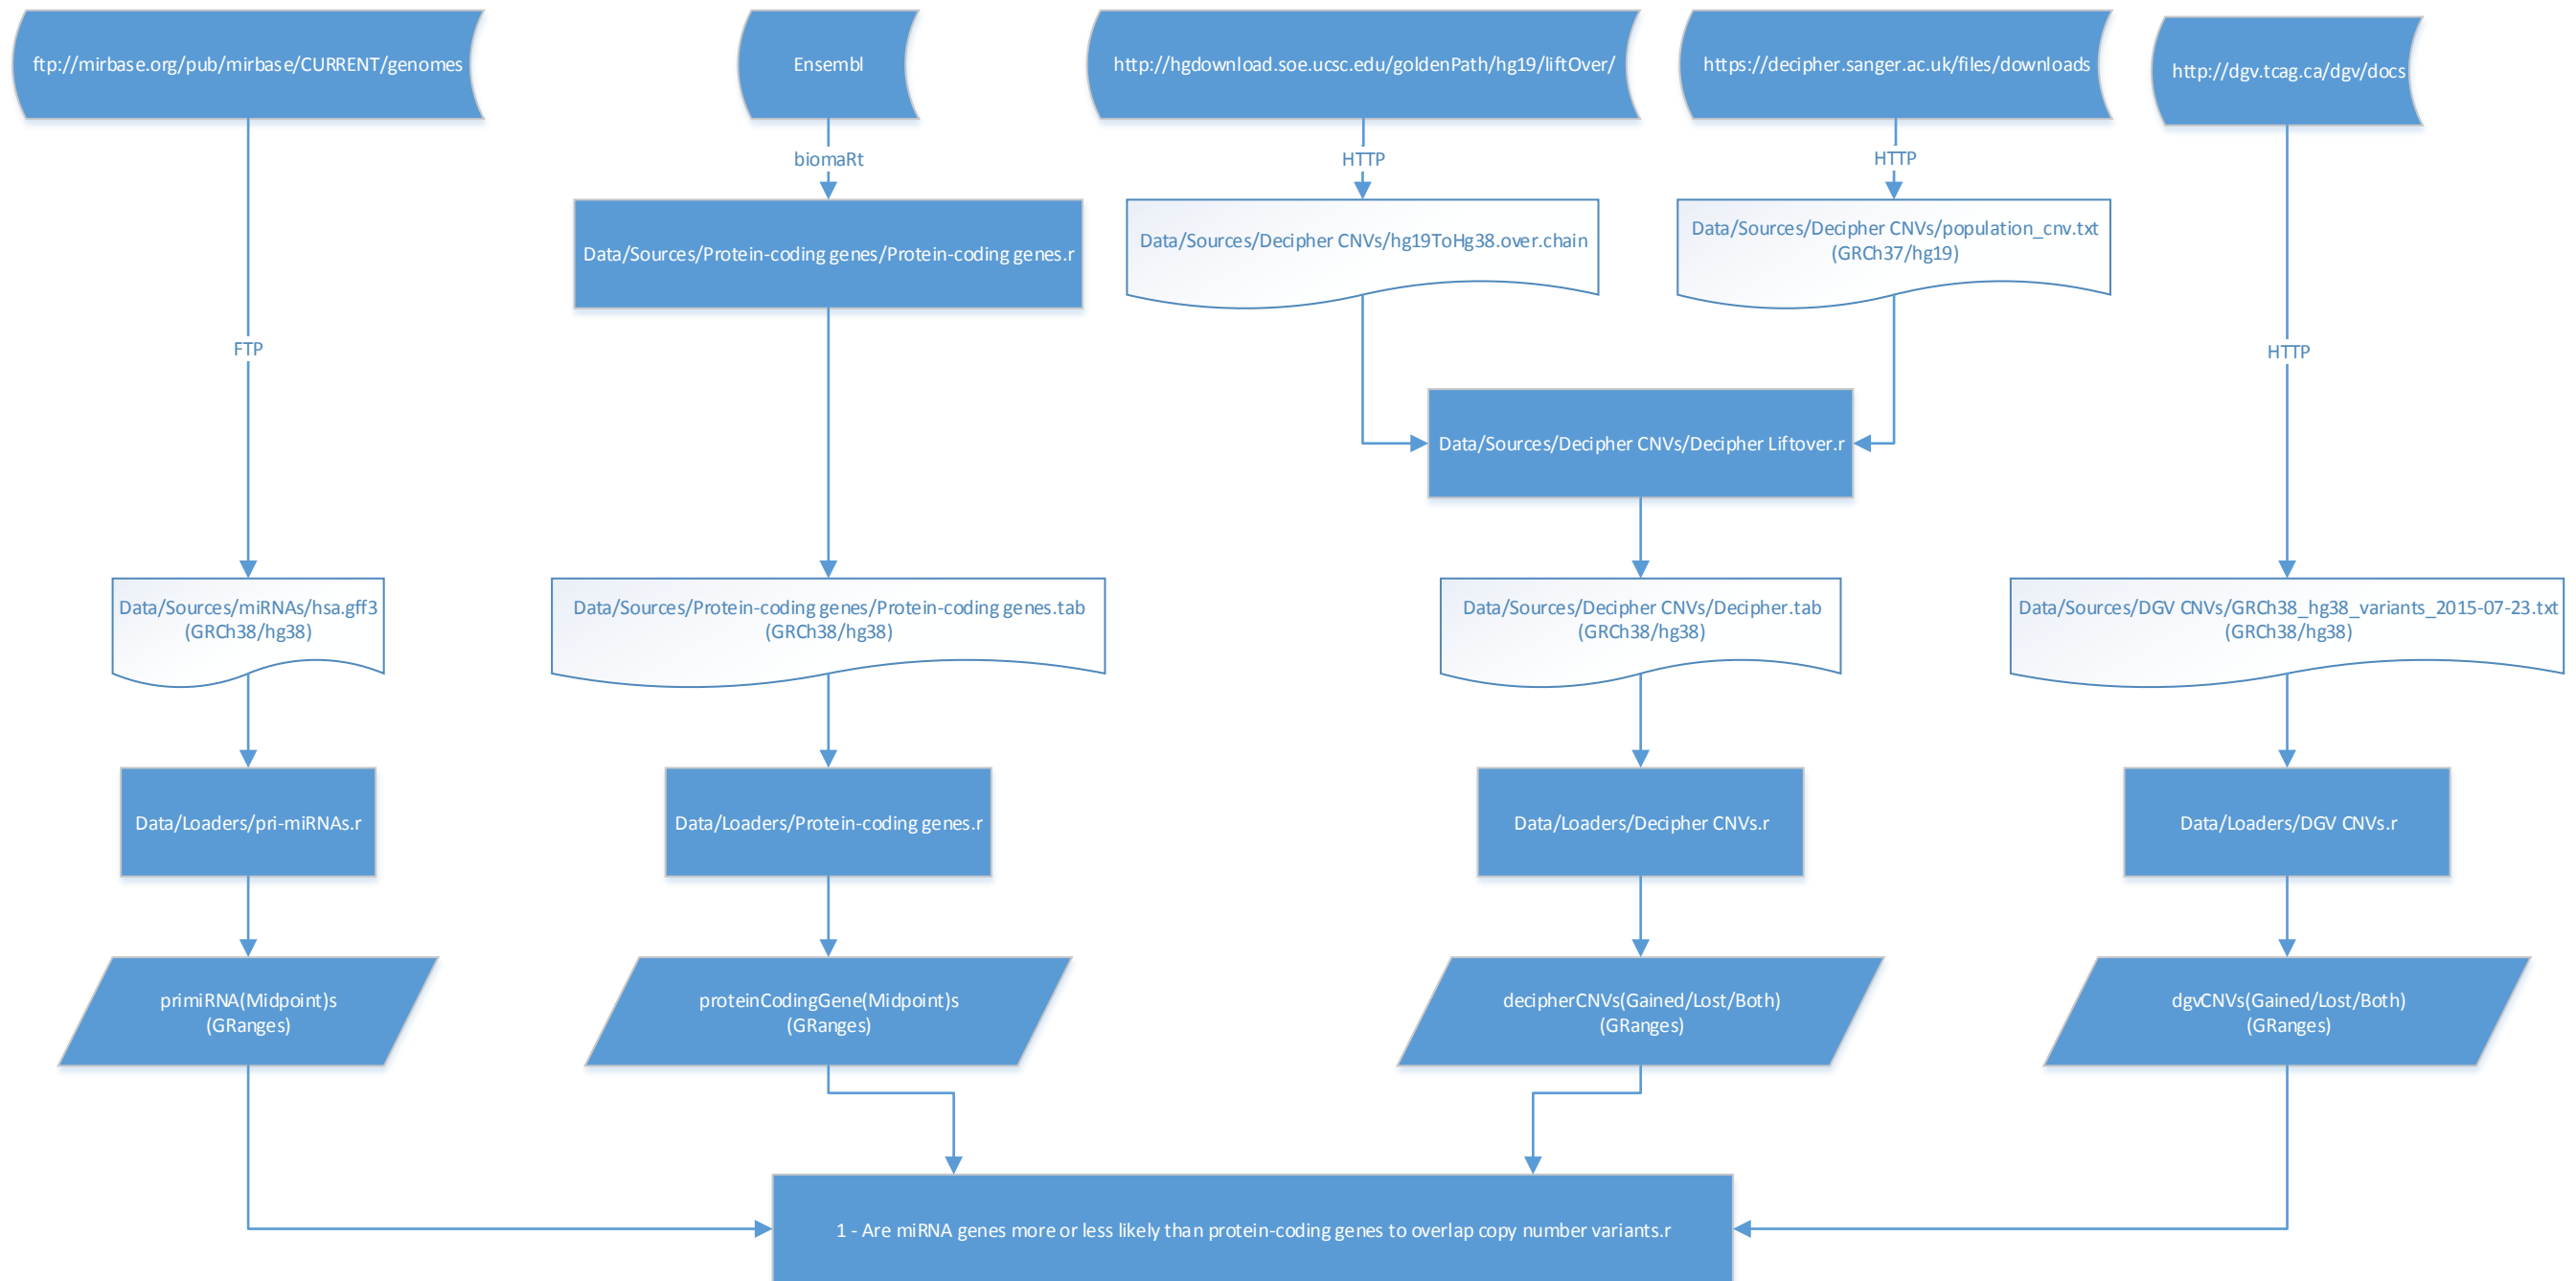 ftp://mirbase.org/pub/mirbase/CURRENT/genomes
Ensembl
http://hgdownload.soe.ucsc.edu/goldenPath/hg19/liftOver/
https://decipher.sanger.ac.uk/files/downloads
http://dgv.tcag.ca/dgv/docs
biomaRt
HTTP
HTTP
Data/Sources/Protein-coding genes/Protein-coding genes.r
Data/Sources/Decipher CNVs/hg19ToHg38.over.chain
Data/Sources/Decipher CNVs/population_cnv.txt
(GRCh37/hg19)
FTP
HTTP
Data/Sources/Decipher CNVs/Decipher Liftover.r
Data/Sources/miRNAs/hsa.gff3
(GRCh38/hg38)
Data/Sources/Protein-coding genes/Protein-coding genes.tab
(GRCh38/hg38)
Data/Sources/Decipher CNVs/Decipher.tab
(GRCh38/hg38)
Data/Sources/DGV CNVs/GRCh38_hg38_variants_2015-07-23.txt
(GRCh38/hg38)
Data/Loaders/pri-miRNAs.r
Data/Loaders/Protein-coding genes.r
Data/Loaders/Decipher CNVs.r
Data/Loaders/DGV CNVs.r
primiRNA(Midpoint)s
(GRanges)
proteinCodingGene(Midpoint)s
(GRanges)
decipherCNVs(Gained/Lost/Both)
(GRanges)
dgvCNVs(Gained/Lost/Both)
(GRanges)
1 - Are miRNA genes more or less likely than protein-coding genes to overlap copy number variants.r